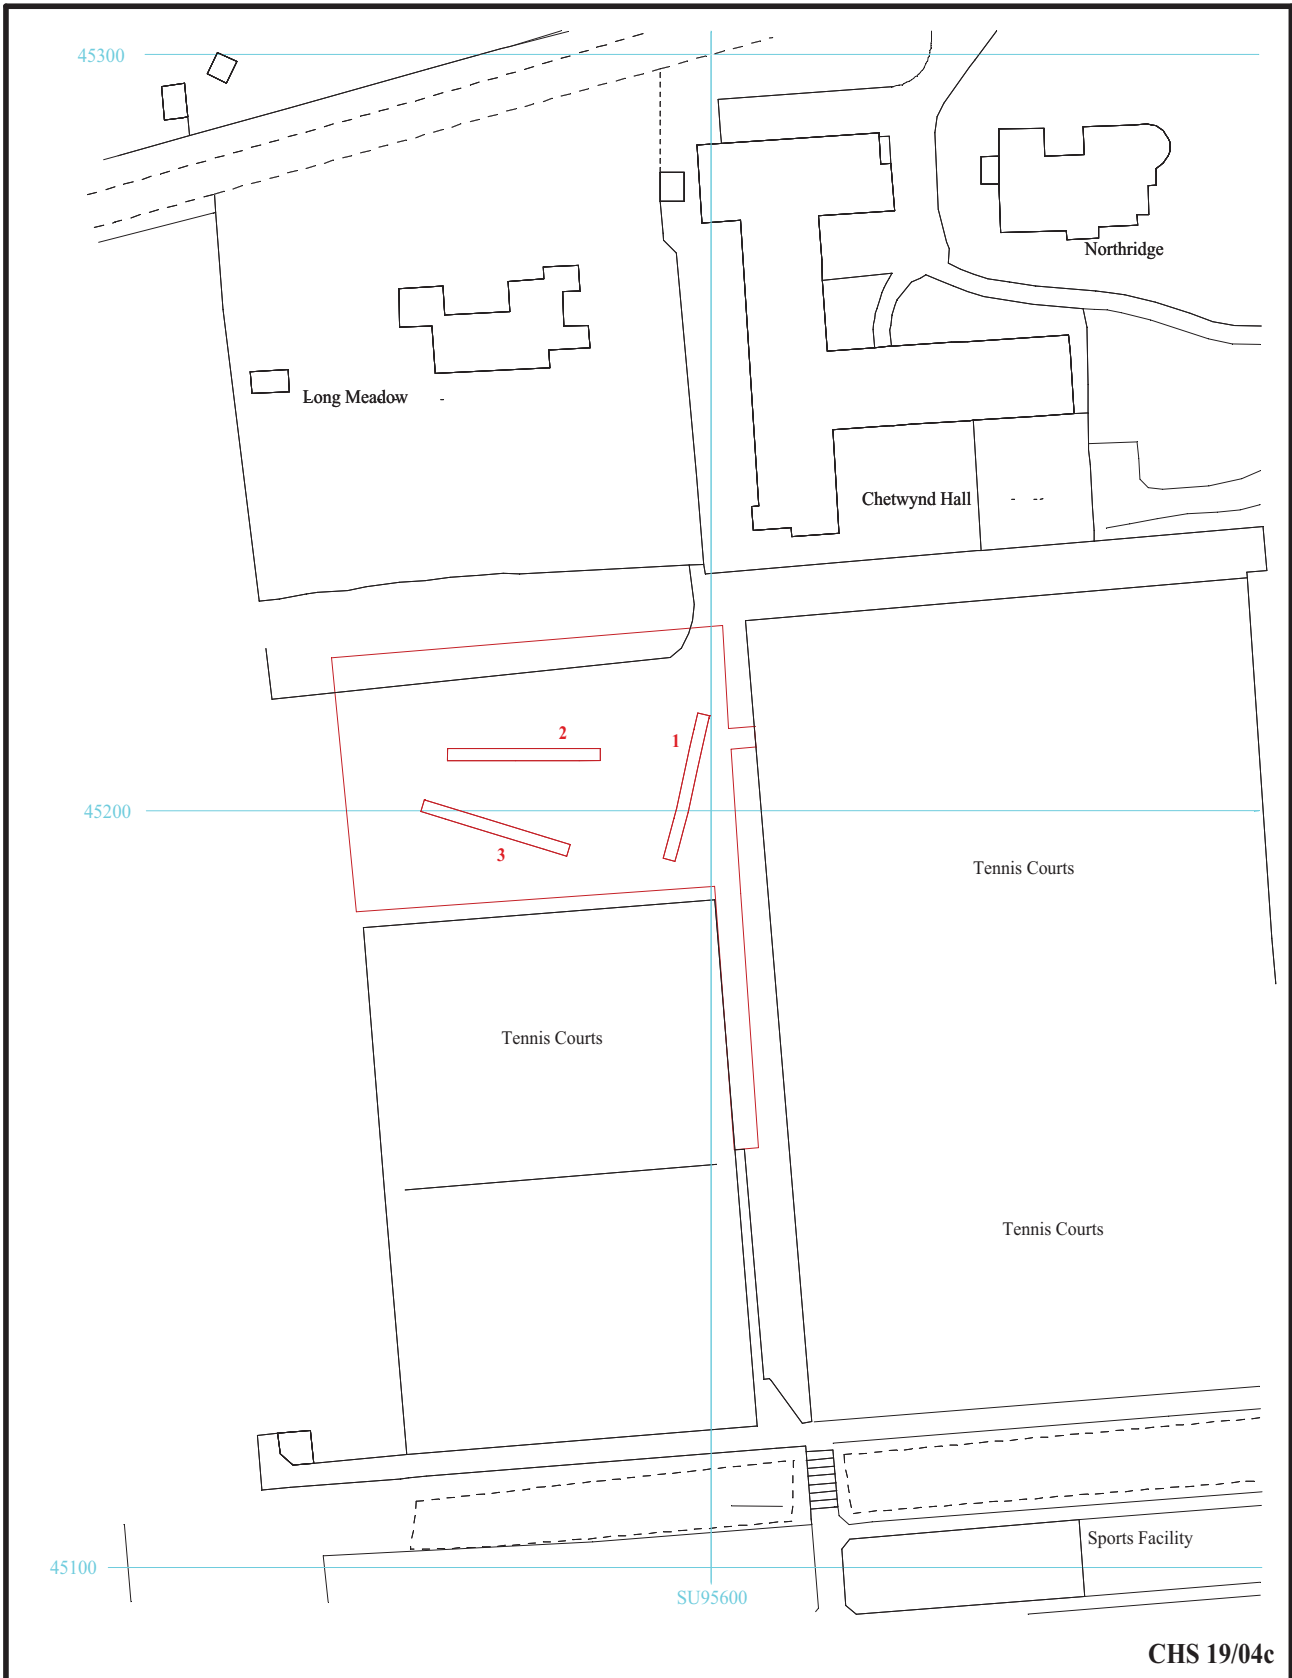 45300
Northridge
Long Meadow
Chetwynd Hall
2
1
45200
3
Tennis Courts
Tennis Courts
Tennis Courts
Sports Facility
45100
SU95600
CHS 19/04c